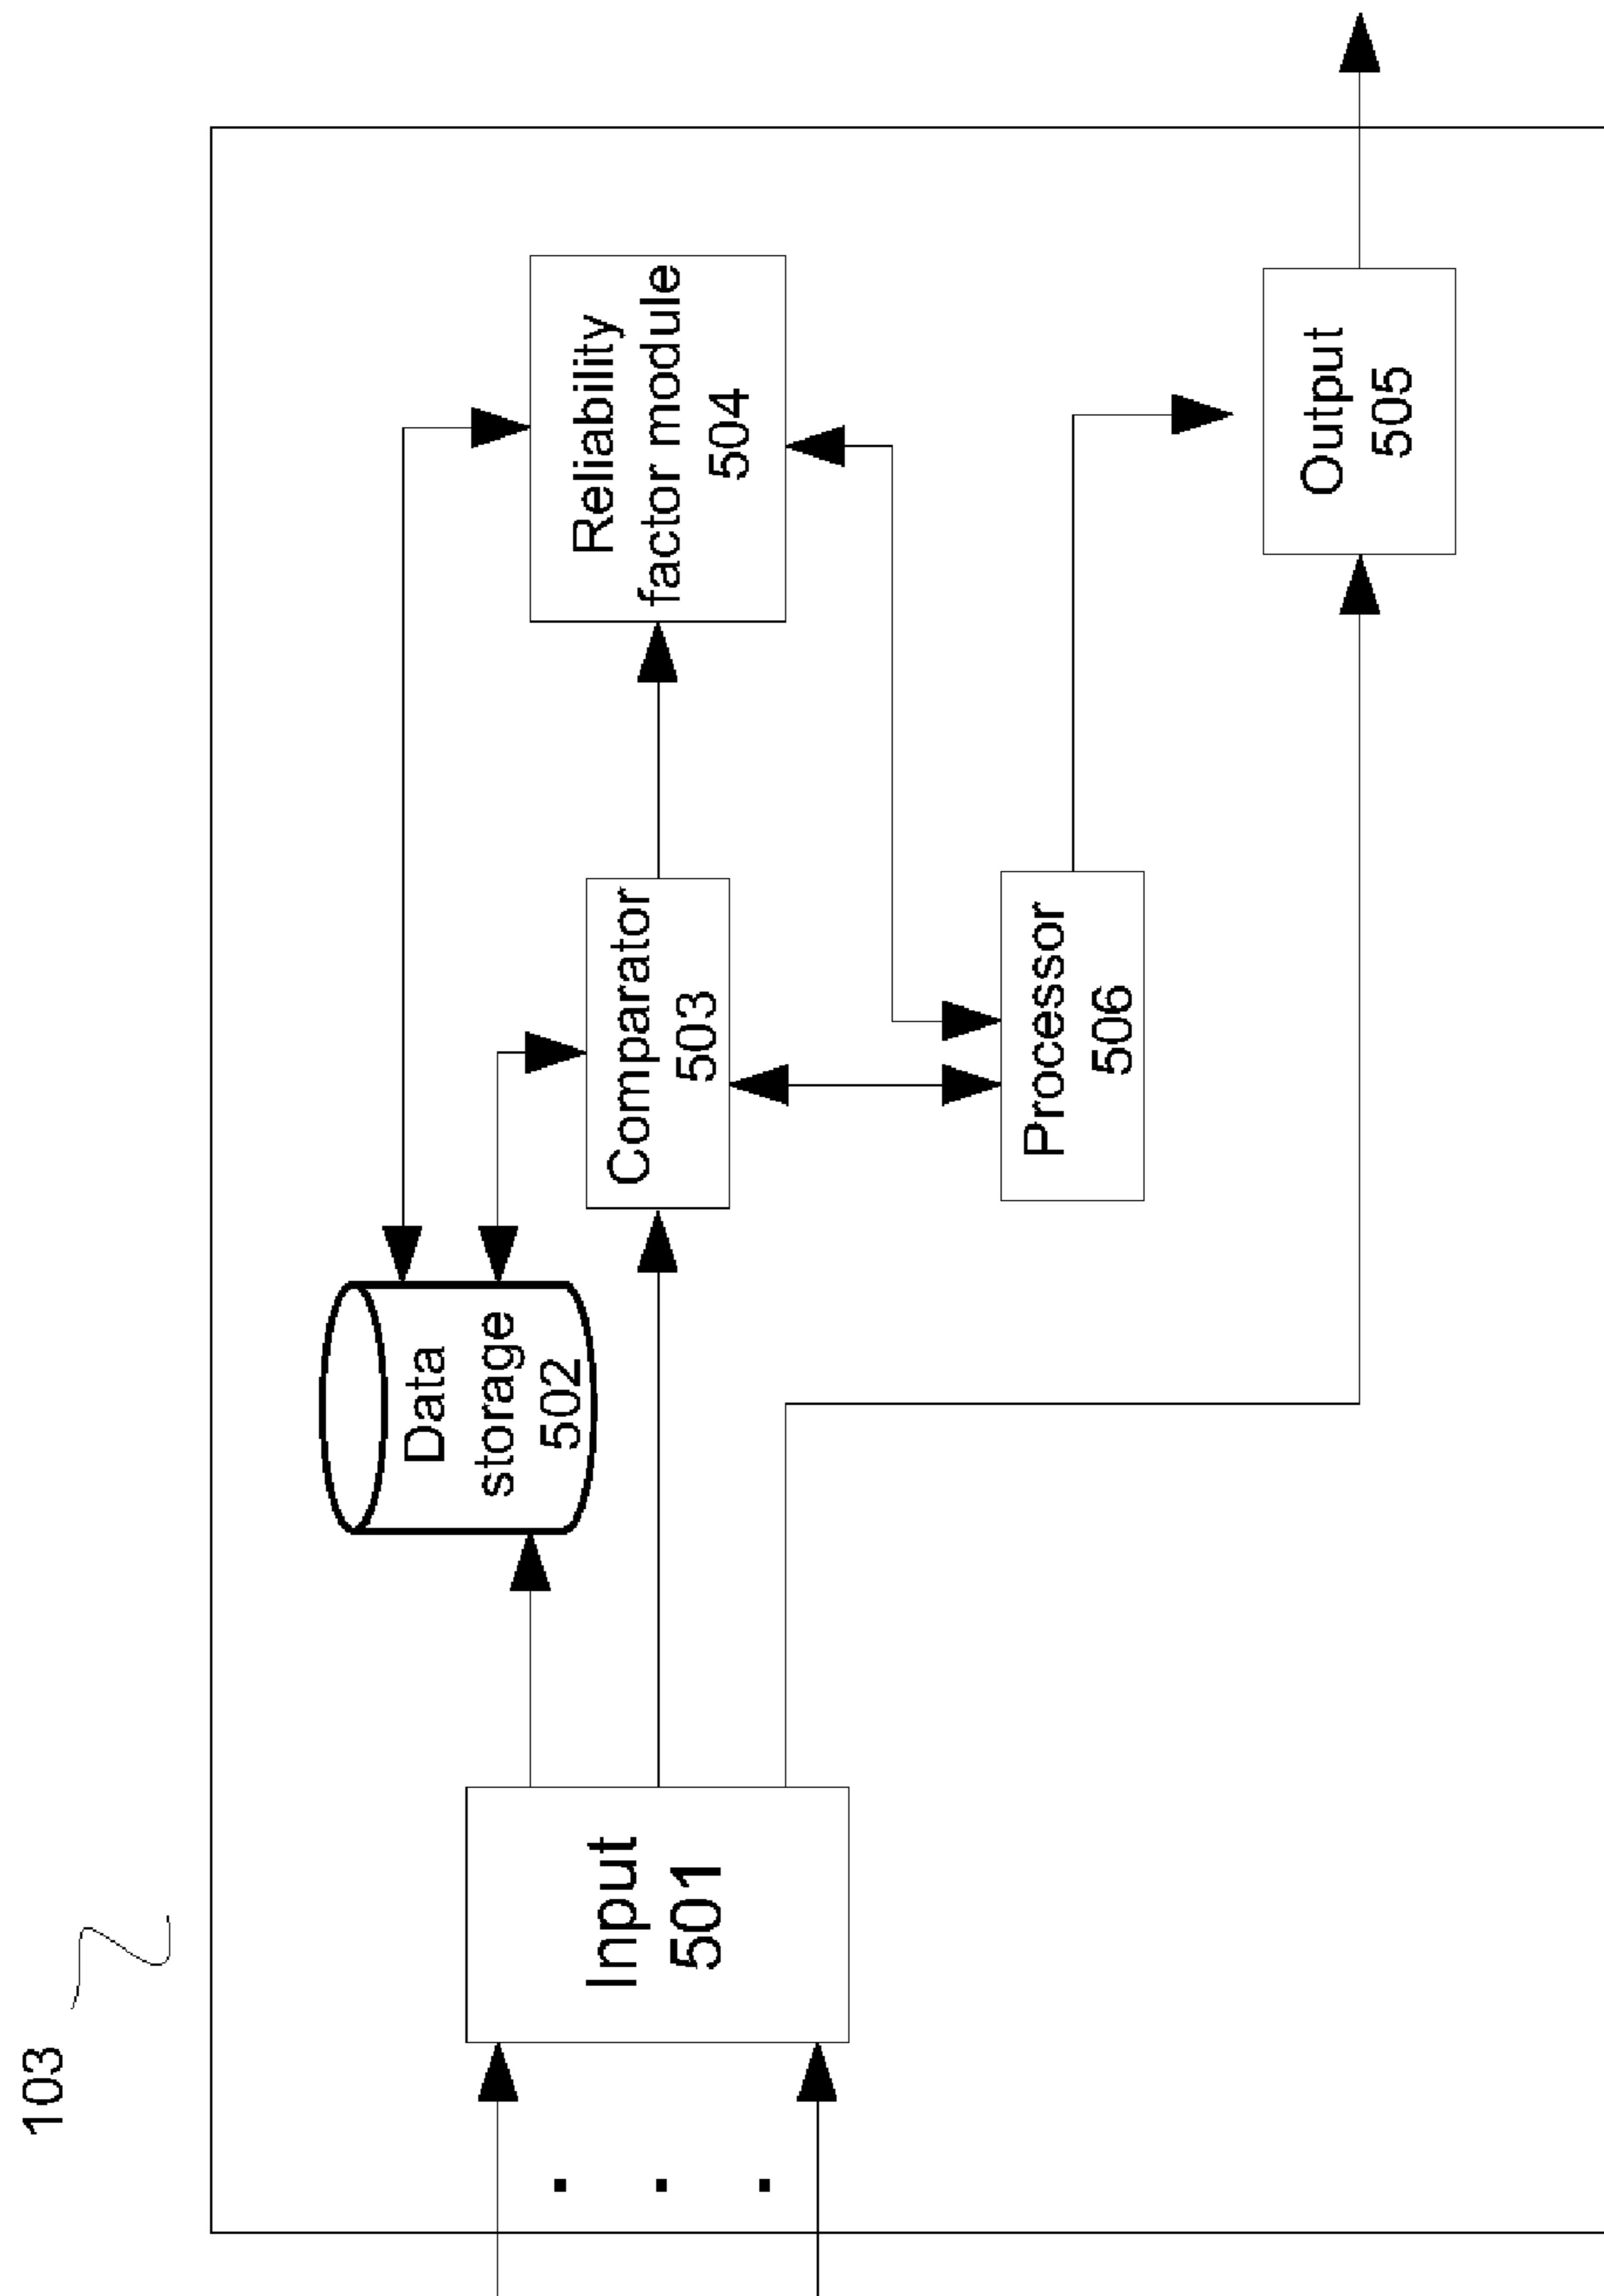 103
Input
501
Data
storage
502
Comparator
503
Reliability
factor module
504
Processor
506
Output
505